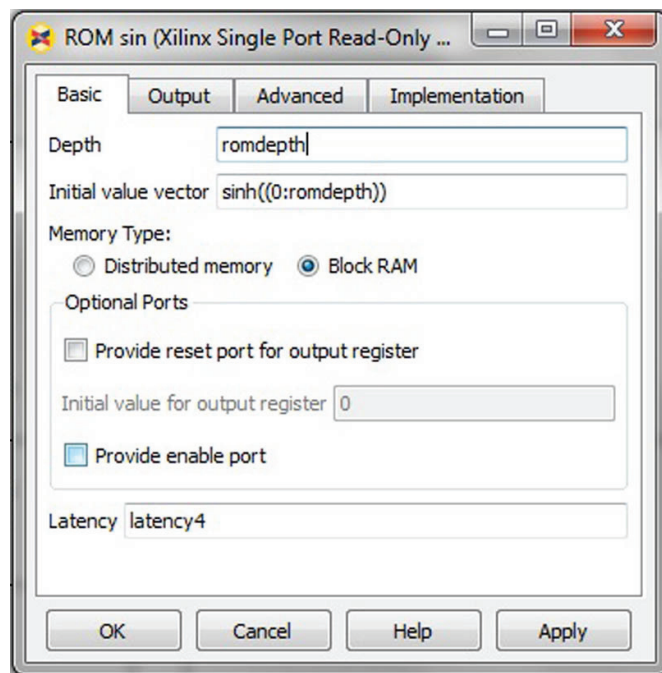 ROM sin (Xilinx Single Port Read-Only ...
Basic Output Advanced Implementation
Depth romdepth
Initial value vector sinh((0:romdepth))
Memory Type:
Distributed memory Block RAM
Optional Ports
Provide reset port for output register
Initial value for output register 0
Provide enable port
Latency latency4
OK Cancel Help Apply